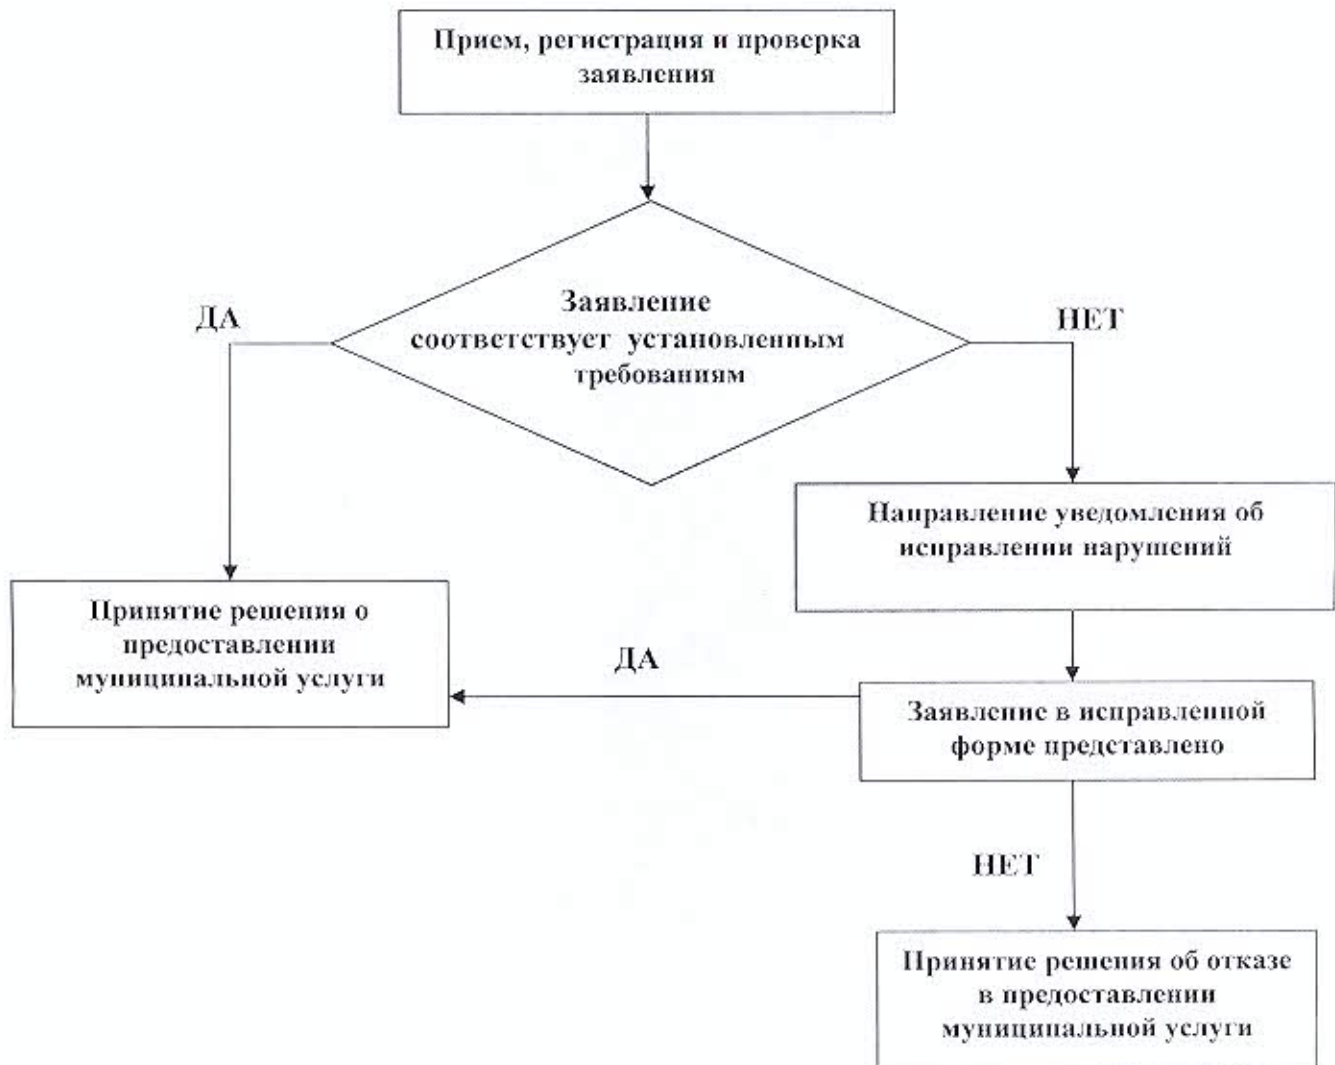 Прием, регистрация и проверка
заявления
Заявление
соответствует установленным
требованиям
ДА
НЕТ
Направление уведомления об
исправлении нарушений
Принятие решения о
предоставлении
муниципальной услуги
ДА
Заявление в исправленной
форме представлено
НЕТ
Принятие решения об отказе
в предоставлении
муниципальной услуги